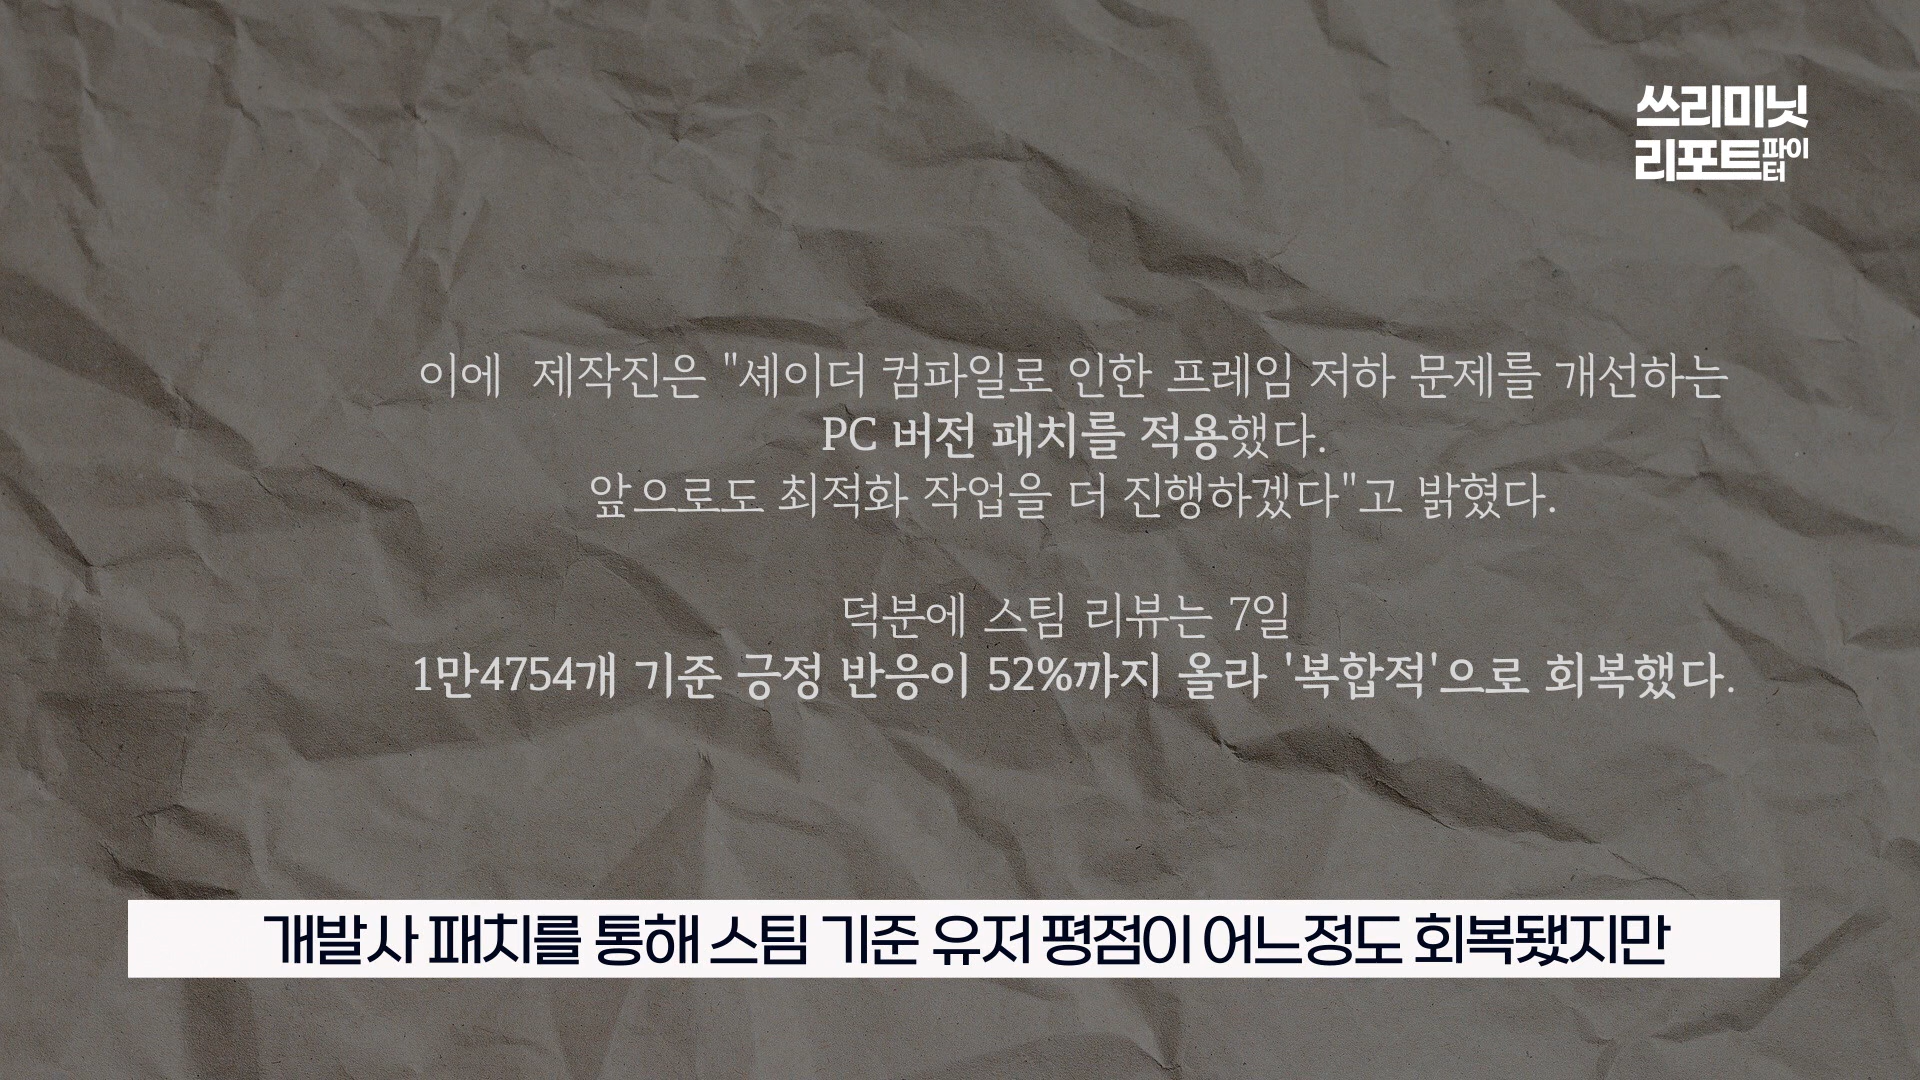 쓰리미닛
리포트파이터
이에 제작진은 "셰이더 컴파일로 인한 프레임 저하 문제를 개선하는
PC 버전 패치를 적용했다.
앞으로도 최적화 작업을 더 진행하겠다"고 밝혔다.
덕분에 스팀 리뷰는 7일
1만4754개 기준 긍정 반응이 52%까지 올라 '복합적'으로 회복했다.
개발사 패치를 통해 스팀 기준 유저 평점이 어느정도 회복됐지만